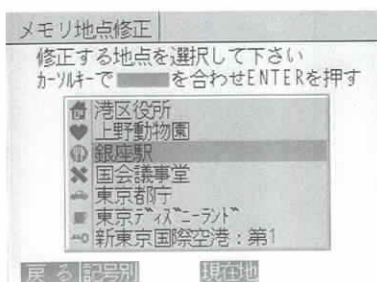 メモリ地点修正
修正する地点を選択して下さい
カーソルキーで を合わせENTERを押す
港区役所
上野動物園
銀座駅
国会議事堂
東京都庁
東京ディズニーランド
新東京国際空港:第1
戻る 記号別 現在地